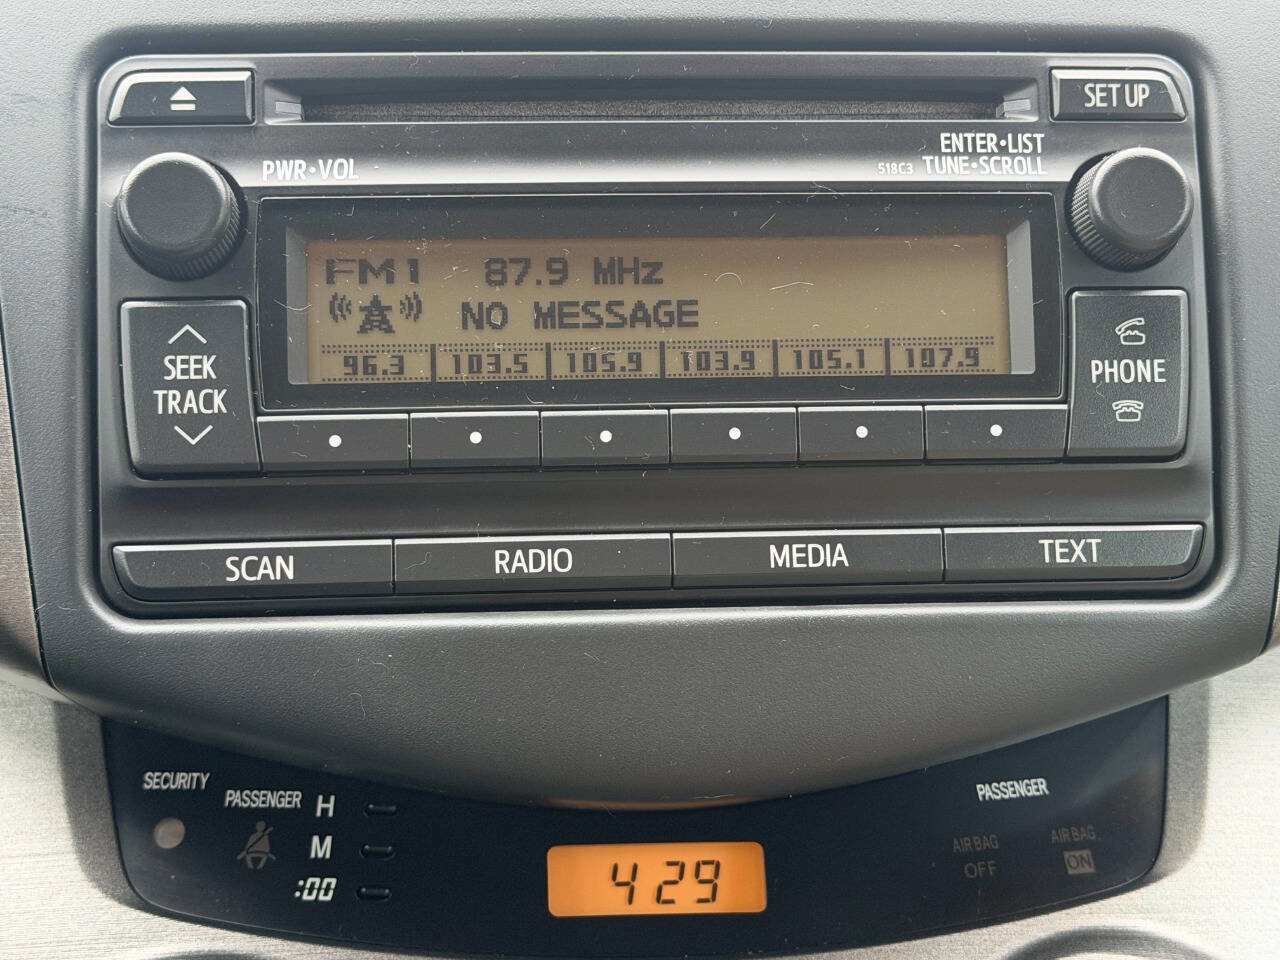 SET UP
ENTER•LIST
PWR•VOL
518C3 TUNE•SCROLL
FM1 87.9 MHz
NO MESSAGE
96.3 103.5 105.9 103.9 105.1 107.9
SEEK
TRACK
PHONE
SCAN RADIO MEDIA TEXT
SECURITY
PASSENGER H
M
:00
4 29
PASSENGER
AIR BAG
OFF
AIR BAG
ON